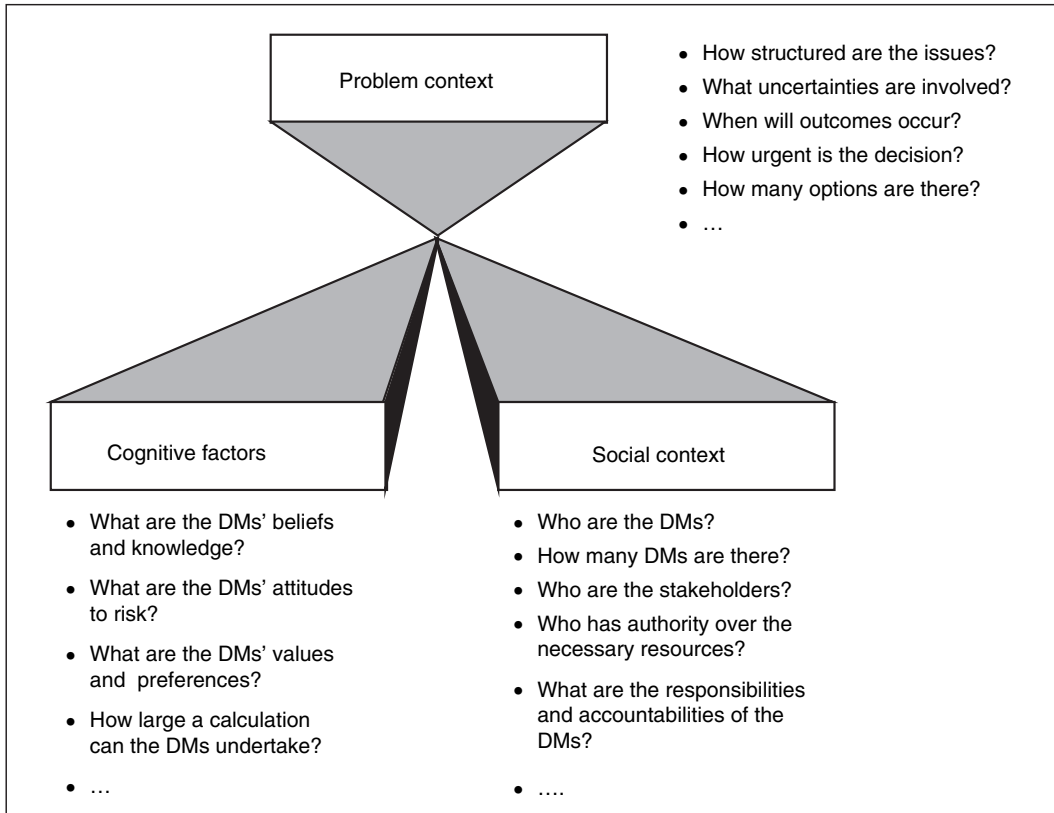 Problem context
• How structured are the issues?
• What uncertainties are involved?
• When will outcomes occur?
• How urgent is the decision?
• How many options are there?
• …
Cognitive factors
• What are the DMs’ beliefs
and knowledge?
• What are the DMs’ attitudes
to risk?
• What are the DMs’ values
and preferences?
• How large a calculation
can the DMs undertake?
• …
Social context
• Who are the DMs?
• How many DMs are there?
• Who are the stakeholders?
• Who has authority over the
necessary resources?
• What are the responsibilities
and accountabilities of the
DMs?
• ….